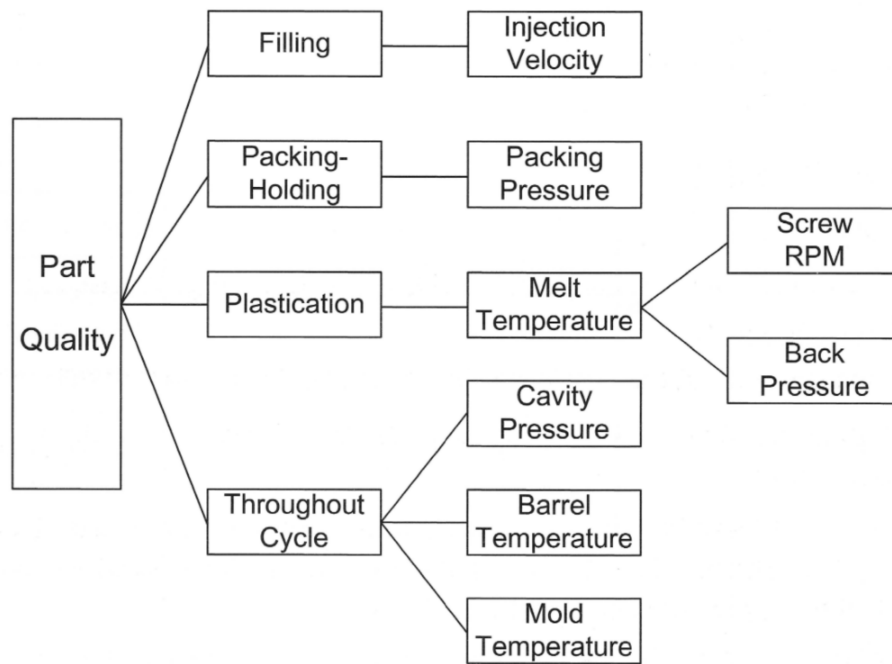 Filling
Injection
Velocity
Packing-
Holding
Packing
Pressure
Part
Quality
Plastication
Melt
Temperature
Screw
RPM
Back
Pressure
Throughout
Cycle
Cavity
Pressure
Barrel
Temperature
Mold
Temperature